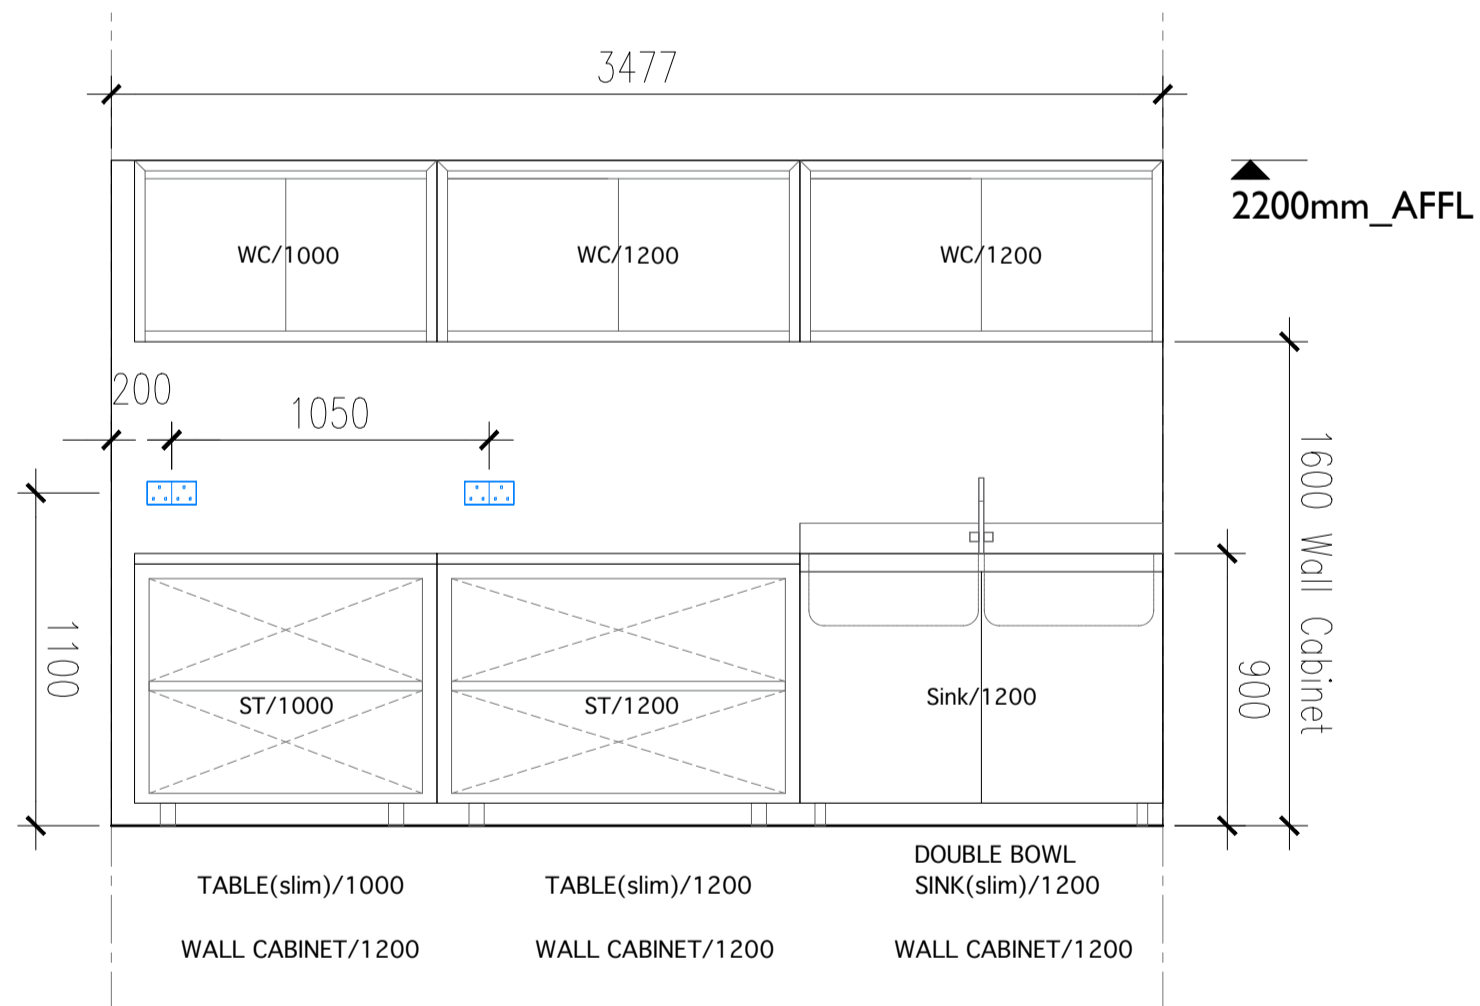 3477
2200mm_AFFL
WC/1000
WC/1200
WC/1200
200
1050
1100
1600 Wall Cabinet
900
ST/1000
ST/1200
Sink/1200
TABLE(slim)/1000
TABLE(slim)/1200
DOUBLE BOWL
SINK(slim)/1200
WALL CABINET/1200
WALL CABINET/1200
WALL CABINET/1200